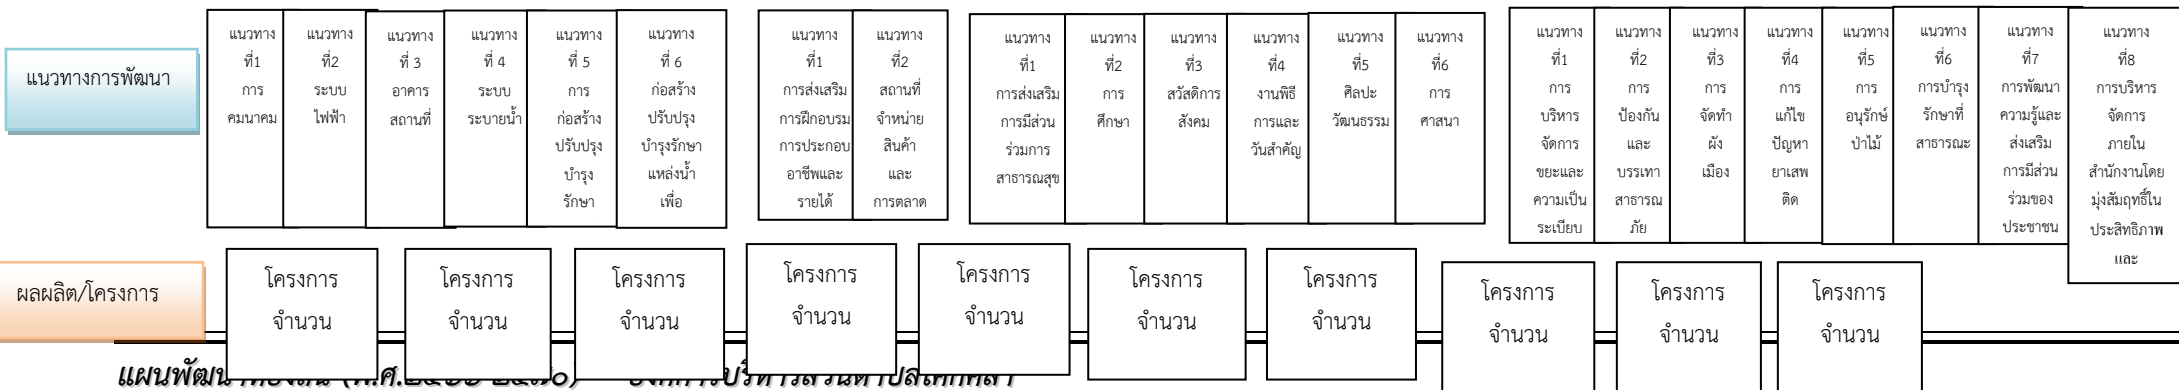 แนวทางการพัฒนา
แนวทาง
ที่1
การ
คมนาคม
แนวทาง
ที่2
ระบบ
ไฟฟ้า
แนวทาง
ที่ 3
อาคาร
สถานที่
แนวทาง
ที่ 4
ระบบ
ระบายน้ำ
แนวทาง
ที่ 5
การ
ก่อสร้าง
ปรับปรุง
บำรุง
รักษา
แนวทาง
ที่ 6
ก่อสร้าง
ปรับปรุง
บำรุงรักษา
แหล่งน้ำ
เพื่อ
แนวทาง
ที่1
การส่งเสริม
การฝึกอบรม
การประกอบ
อาชีพและ
รายได้
แนวทาง
ที่2
สถานที่
จำหน่าย
สินค้า
และ
การตลาด
แนวทาง
ที่1
การส่งเสริม
การมีส่วน
ร่วมการ
สาธารณสุข
แนวทาง
ที่2
การ
ศึกษา
แนวทาง
ที่3
สวัสดิการ
สังคม
แนวทาง
ที่4
งานพิธี
การและ
วันสำคัญ
แนวทาง
ที่5
ศิลปะ
วัฒนธรรม
แนวทาง
ที่6
การ
ศาสนา
แนวทาง
ที่1
การ
บริหาร
จัดการ
ขยะและ
ความเป็น
ระเบียบ
แนวทาง
ที่2
การ
ป้องกัน
และ
บรรเทา
สาธารณ
ภัย
แนวทาง
ที่3
การ
จัดทำ
ผัง
เมือง
แนวทาง
ที่4
การ
แก้ไข
ปัญหา
ยาเสพ
ติด
แนวทาง
ที่5
การ
อนุรักษ์
ป่าไม้
แนวทาง
ที่6
การบำรุง
รักษาที่
สาธารณะ
แนวทาง
ที่7
การพัฒนา
ความรู้และ
ส่งเสริม
การมีส่วน
ร่วมของ
ประชาชน
แนวทาง
ที่8
การบริหาร
จัดการ
ภายใน
สำนักงานโดย
มุ่งสัมฤทธิ์ใน
ประสิทธิภาพ
และ
ผลผลิต/โครงการ
โครงการ
จำนวน
โครงการ
จำนวน
โครงการ
จำนวน
โครงการ
จำนวน
โครงการ
จำนวน
โครงการ
จำนวน
โครงการ
จำนวน
โครงการ
จำนวน
โครงการ
จำนวน
โครงการ
จำนวน
แผนพัฒน